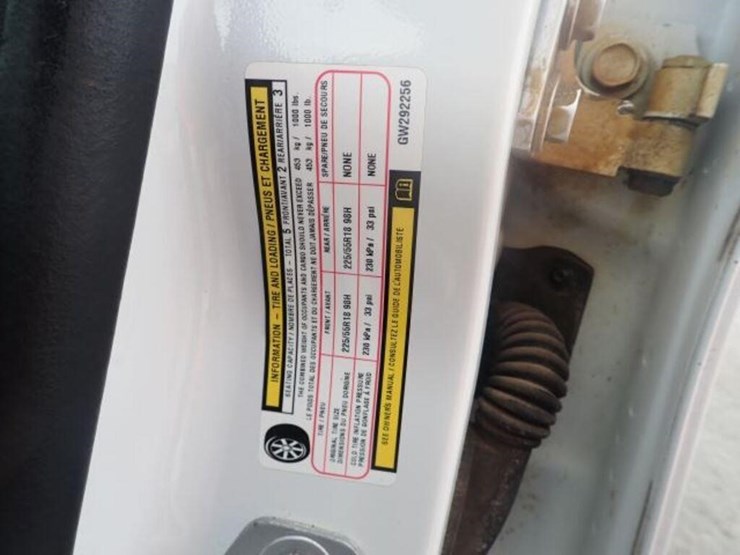 INFORMATION – TIRE AND LOADING / PNEUS ET CHARGEMENT
SEATING CAPACITY / NOMBRE DE PLACES – TOTAL 5 FRONT/AVANT 2 REAR/ARRIÈRE 3
THE COMBINED WEIGHT OF OCCUPANTS AND CARGO SHOULD NEVER EXCEED 453 kg / 1000 lbs.
LE POIDS TOTAL DES OCCUPANTS ET DU CHARGEMENT NE DOIT JAMAIS DÉPASSER 453 kg / 1000 lb.
TIRE / PNEU FRONT / AVANT REAR / ARRIÈRE SPARE/PNEU DE SECOURS
ORIGINAL TIRE SIZE
DIMENSIONS DU PNEU D'ORIGINE 225/55R18 98H 225/55R18 98H NONE
COLD TIRE INFLATION PRESSURE
PRESSION DE GONFLAGE À FROID 230 kPa / 33 psi 230 kPa / 33 psi NONE
SEE OWNER'S MANUAL / CONSULTEZ LE GUIDE DE L'AUTOMOBILISTE
GW292256